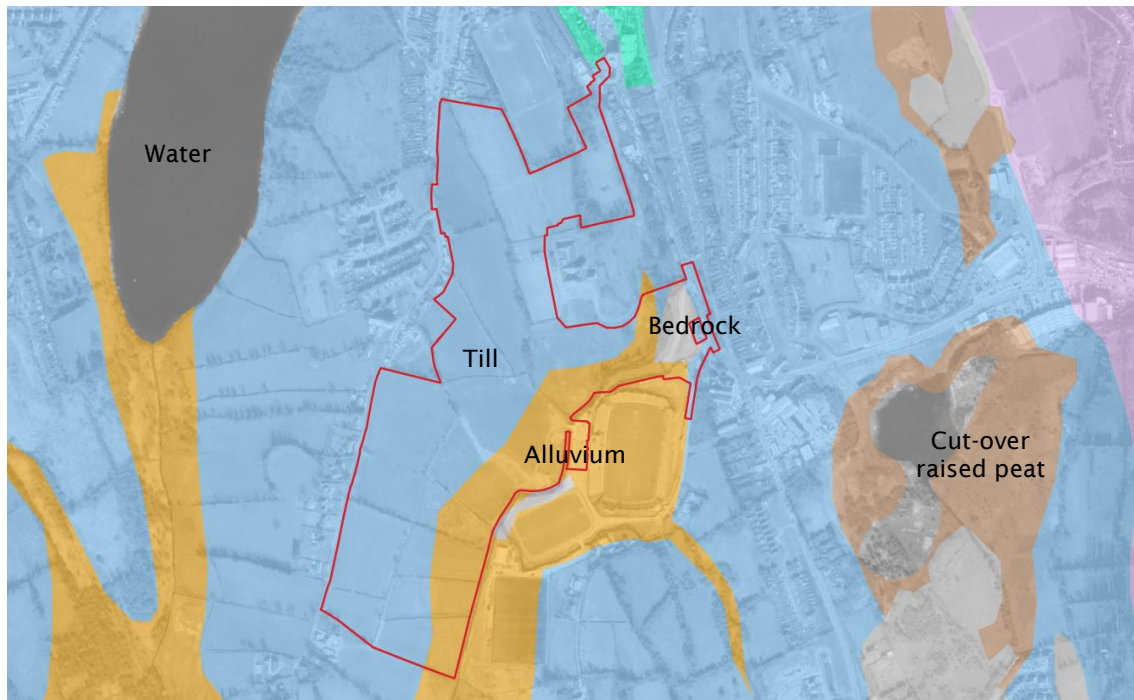 Water
Bedrock
Till
Alluvium
Cut-over
raised peat